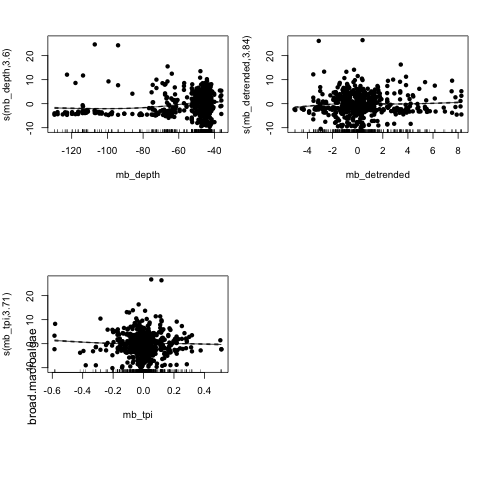 s(mb_depth,3.6)
-10 0 10 20
-120 -100 -80 -60 -40
mb_depth
s(mb_detrended,3.84)
-10 0 10 20
-4 -2 0 2 4 6 8
mb_detrended
s(mb_tpi,3.71)
0 10 20
-0.6 -0.4 -0.2 0.0 0.2 0.4
mb_tpi